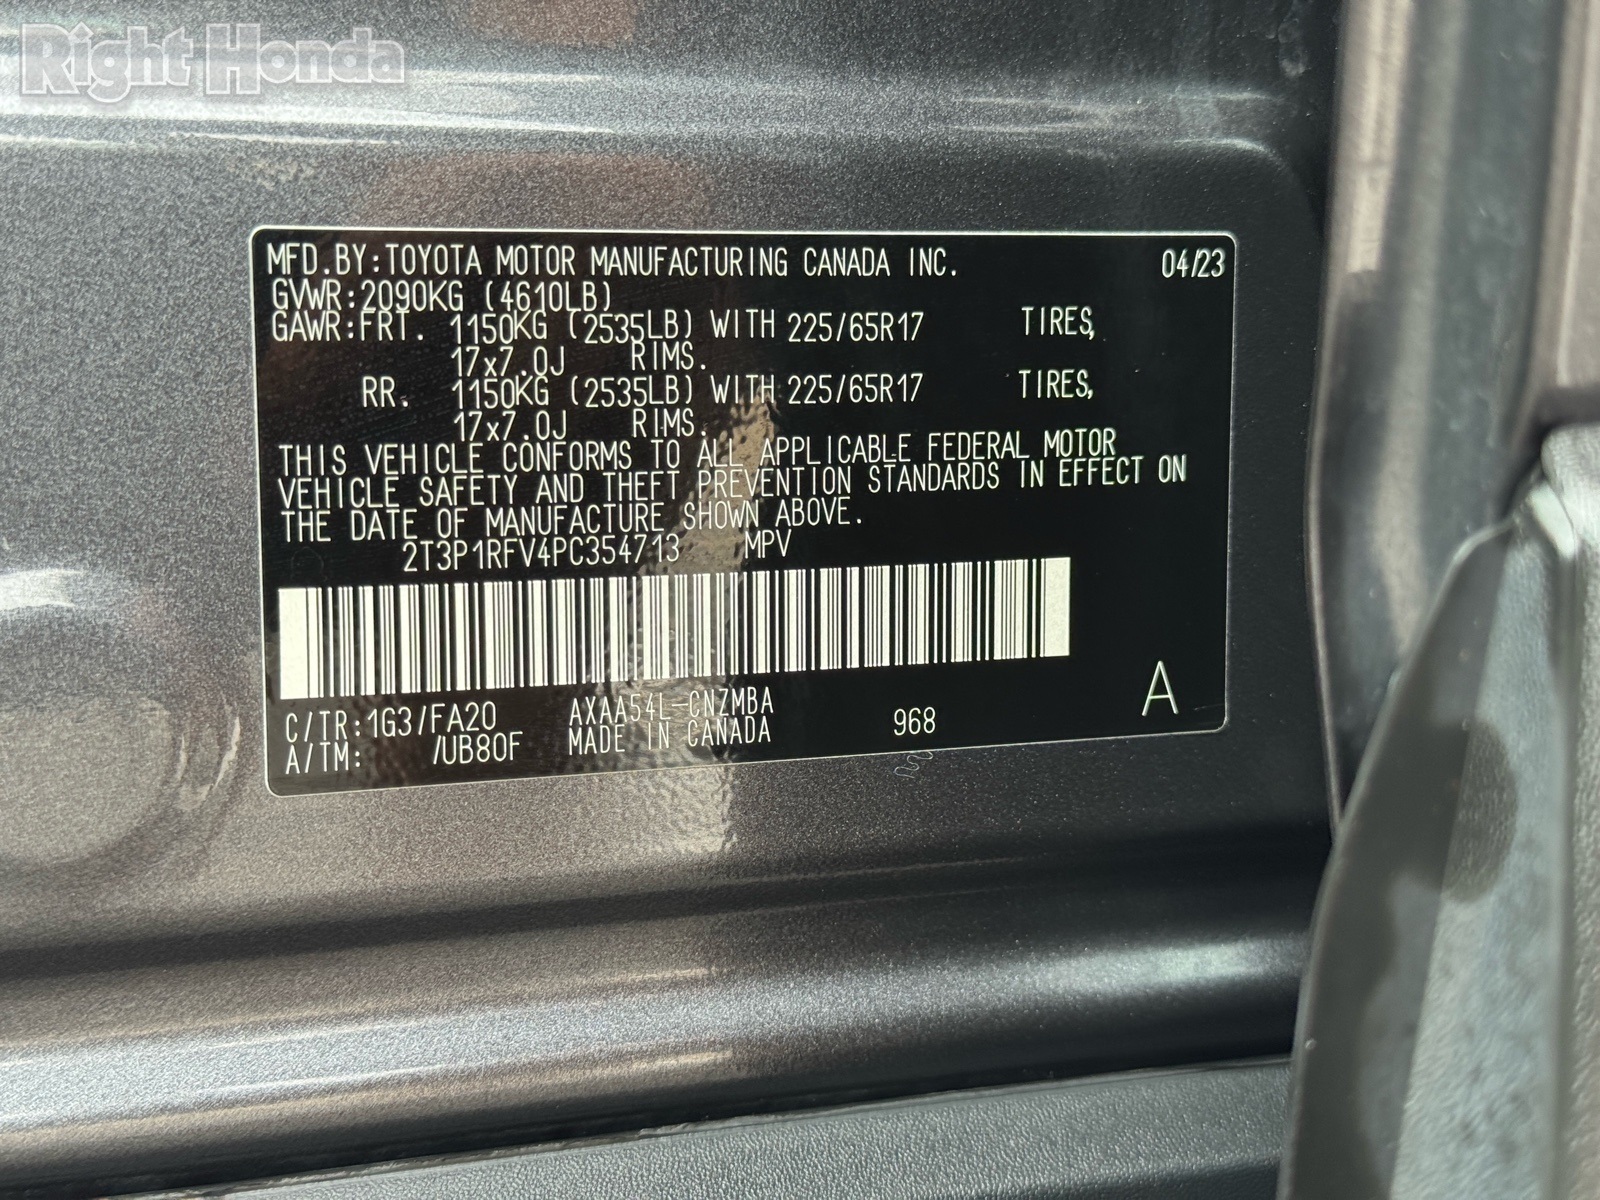 Right Honda
MFD.BY:TOYOTA MOTOR MANUFACTURING CANADA INC. 04/23
GVWR:2090KG (4610LB)
GAWR:FRT. 1150KG (2535LB) WITH 225/65R17 TIRES,
17x7.0J RIMS.
RR. 1150KG (2535LB) WITH 225/65R17 TIRES,
17x7.0J RIMS.
THIS VEHICLE CONFORMS TO ALL APPLICABLE FEDERAL MOTOR
VEHICLE SAFETY AND THEFT PREVENTION STANDARDS IN EFFECT ON
THE DATE OF MANUFACTURE SHOWN ABOVE.
2T3P1RFV4PC354713 MPV
C/TR:1G3/FA20 AXAA54L-CNZMBA 968 A
A/TM: /UB80F MADE IN CANADA